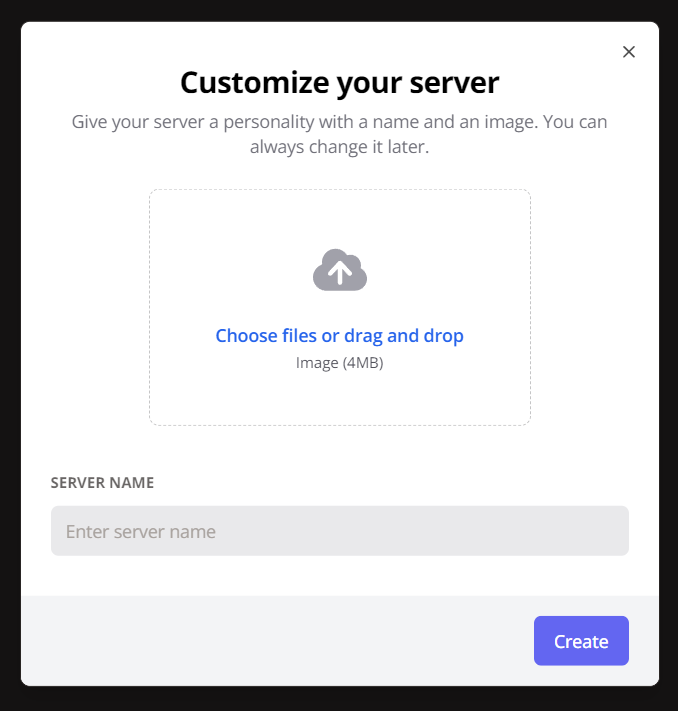 Customize your server
Give your server a personality with a name and an image. You can
always change it later.
Choose files or drag and drop
Image (4MB)
SERVER NAME
Enter server name
Create